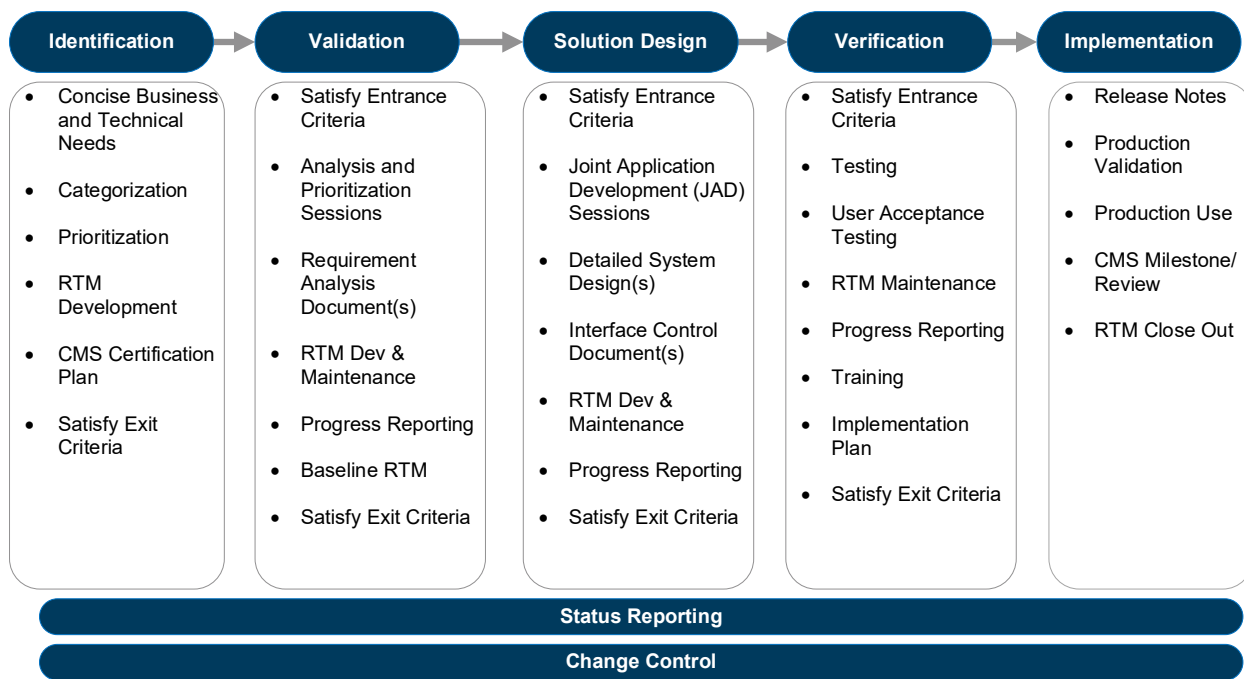 Identification
Validation
Solution Design
Verification
Implementation
Concise Business
and Technical
Needs
Categorization
Prioritization
RTM
Development
CMS Certification
Plan
Satisfy Exit
Criteria
Satisfy Entrance
Criteria
Analysis and
Prioritization
Sessions
Requirement
Analysis
Document(s)
RTM Dev &
Maintenance
Progress Reporting
Baseline RTM
Satisfy Exit Criteria
Satisfy Entrance
Criteria
Joint Application
Development (JAD)
Sessions
Detailed System
Design(s)
Interface Control
Document(s)
RTM Dev &
Maintenance
Progress Reporting
Satisfy Exit Criteria
Satisfy Entrance
Criteria
Testing
User Acceptance
Testing
RTM Maintenance
Progress Reporting
Training
Implementation
Plan
Satisfy Exit Criteria
Release Notes
Production
Validation
Production Use
CMS Milestone/
Review
RTM Close Out
Status Reporting
Change Control